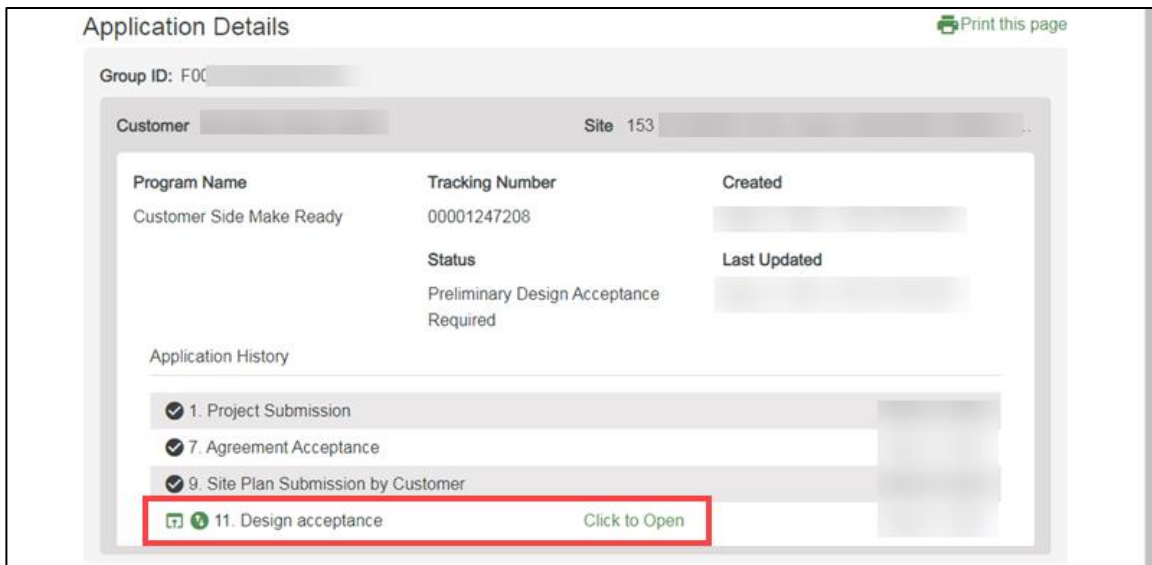 Application Details
Print this page
Group ID: F00
Customer
Site 153
..
Program Name
Tracking Number
Created
Customer Side Make Ready
00001247208
Status
Last Updated
Preliminary Design Acceptance
Required
Application History
1. Project Submission
7. Agreement Acceptance
9. Site Plan Submission by Customer
11. Design acceptance
Click to Open